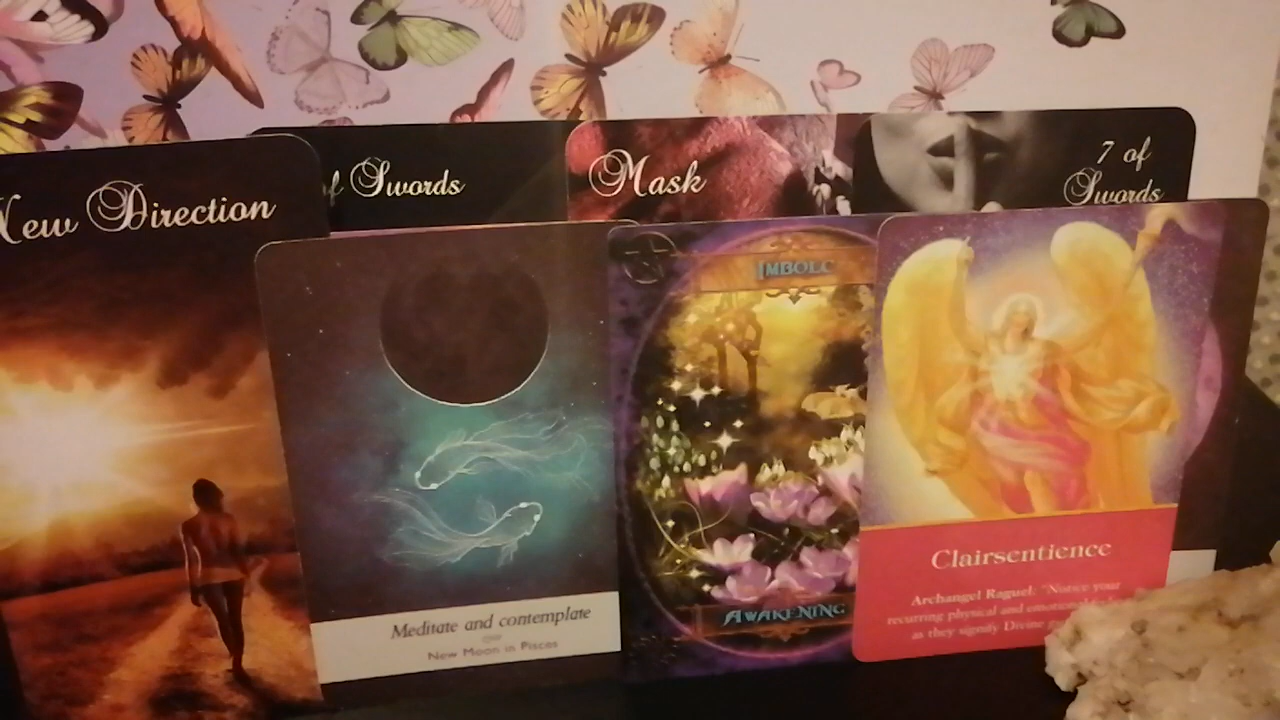 New Direction
of Swords
Mask
7 of
Swords
Meditate and contemplate
New Moon in Pisces
IMBOLC
AWAKENING
Clairsentience
Archangel Raguel: "Notice your
recurring physical and emotional
as they signify Divine